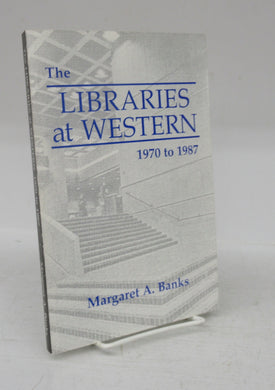 The
LIBRARIES
at WESTERN
1970 to 1987
Margaret A. Banks